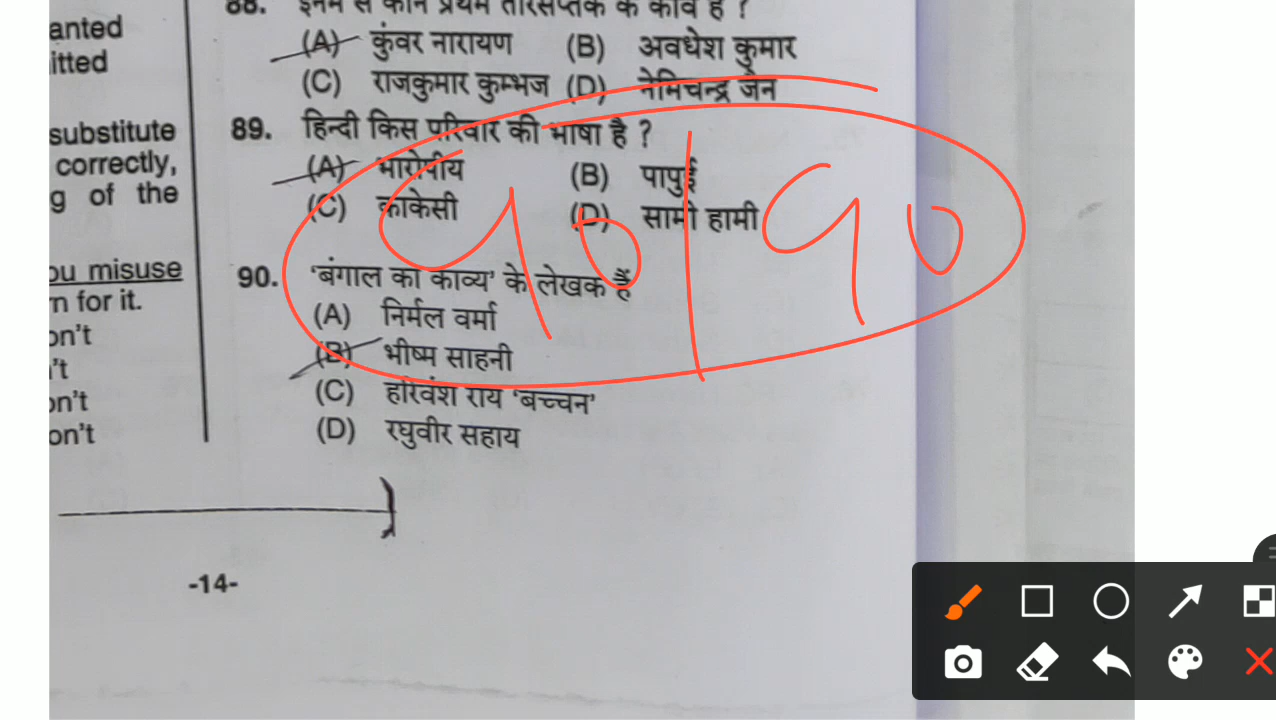 88. इनमें से कौन प्रथम तारसप्तक के कवि हैं ?
anted
itted
(A) कुंवर नारायण (B) अवधेश कुमार
(C) राजकुमार कुम्भज (D) नेमिचन्द्र जैन
substitute
correctly,
g of the
89. हिन्दी किस परिवार की भाषा है ?
(A) भारोपीय (B) पापुई
(C) काकेसी (D) सामी हामी
90 | 90
ou misuse
n for it.
on't
't
on't
on't
90. 'बंगाल का काव्य' के लेखक हैं
(A) निर्मल वर्मा
(B) भीष्म साहनी
(C) हरिवंश राय 'बच्चन'
(D) रघुवीर सहाय
-14-